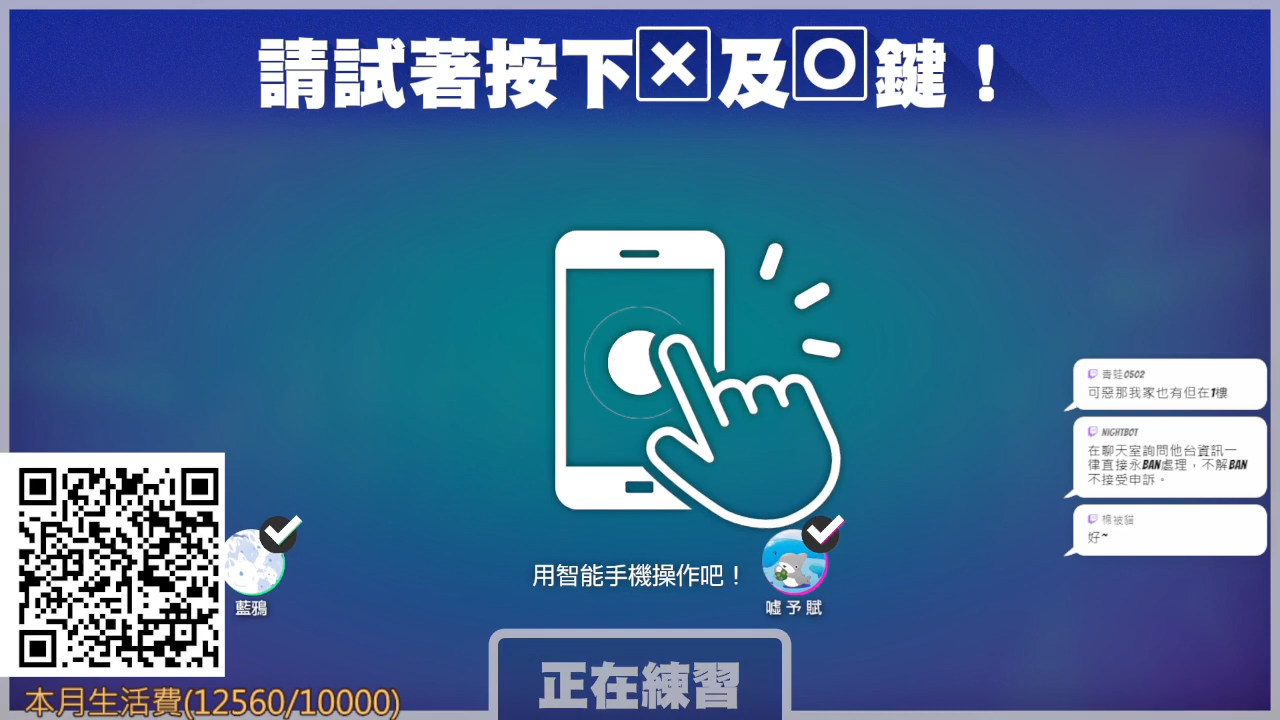 請試著按下×及○鍵！
青蛙0502
可惡那我家也有但在1樓
NIGHTBOT
在聊天室詢問他台資訊一
律直接永BAN處理，不解BAN
不接受申訴。
棉被貓
好~
用智能手機操作吧！
藍鴉
噓予賦
正在練習
本月生活費(12560/10000)